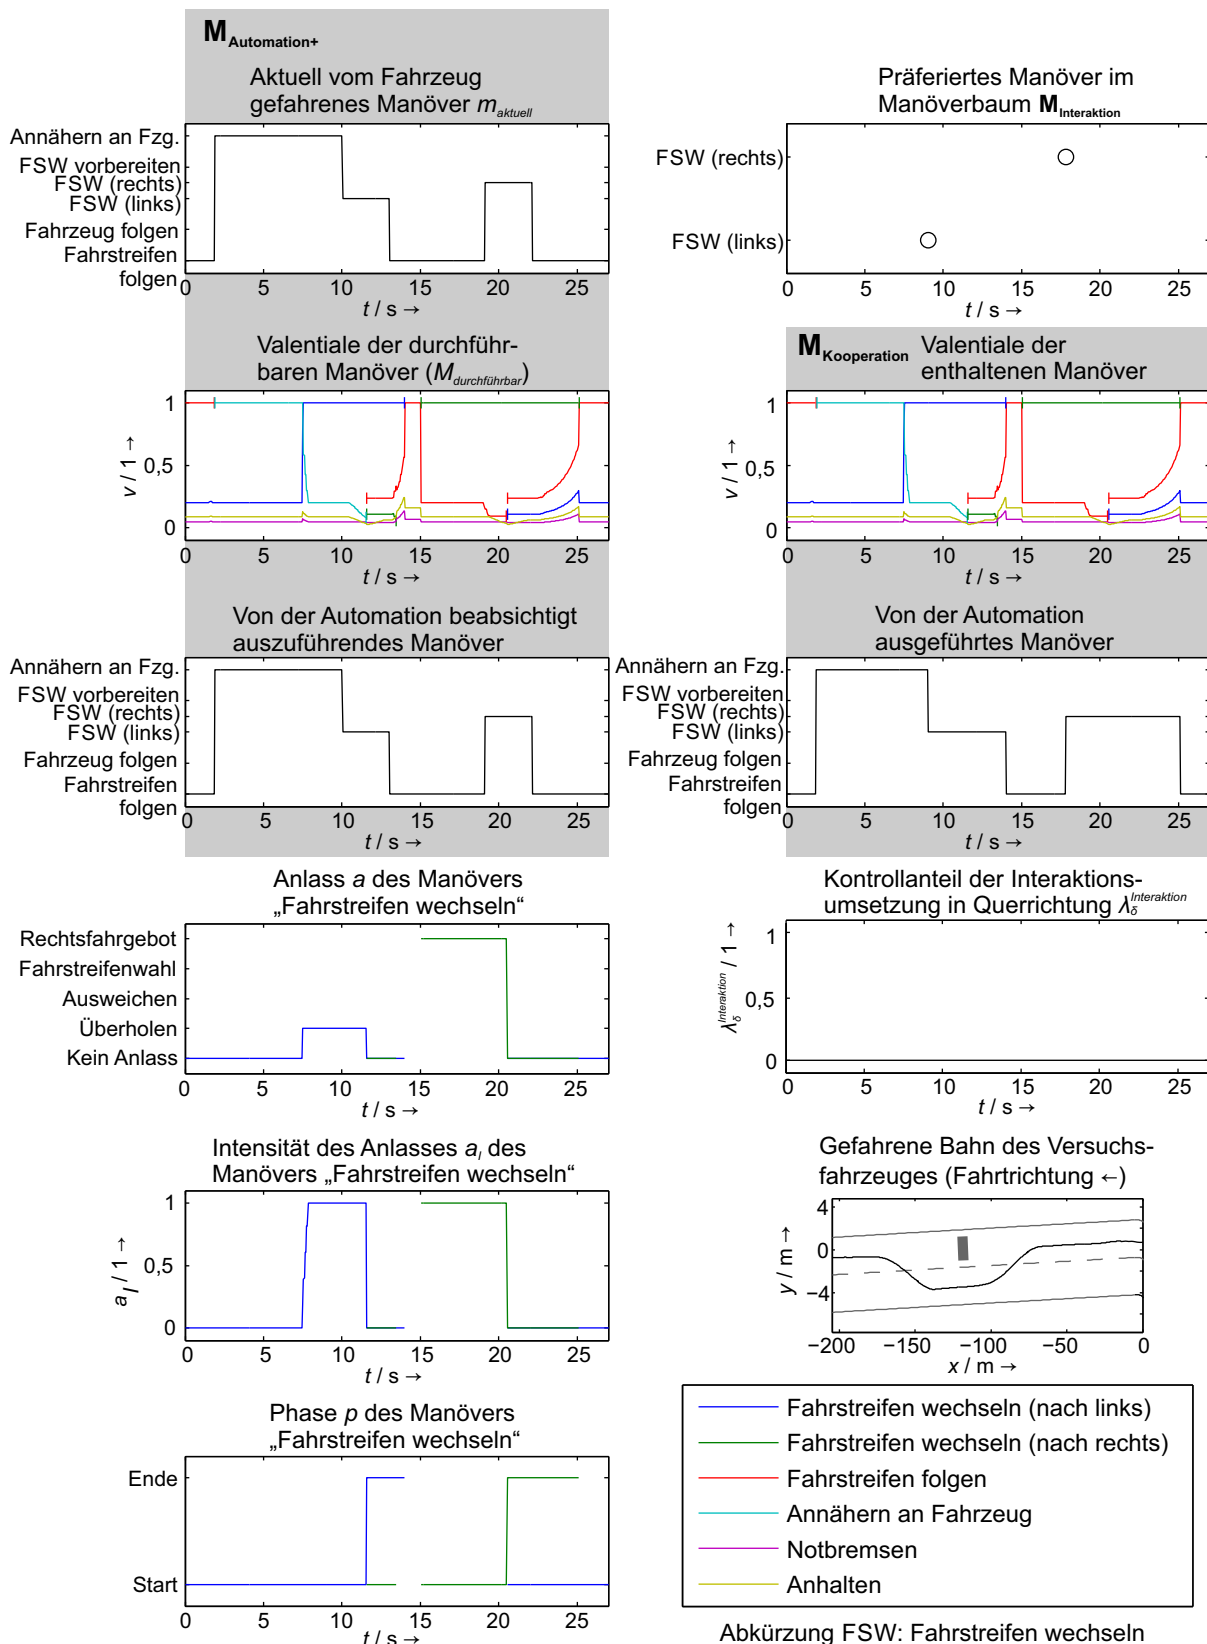 M Automation+
Aktuell vom Fahrzeug
gefahrenes Manöver m aktuell
Annähern an Fzg.
FSW vorbereiten
FSW (rechts)
FSW (links)
Fahrzeug folgen
Fahrstreifen
folgen
0 5 10 15 20 25
t / s →
Präferiertes Manöver im
Manöverbaum M Interaktion
FSW (rechts)
FSW (links)
0 5 10 15 20 25
t / s →
Valentiale der durchführ-
baren Manöver (M durchführbar)
1
0,5
0
v / 1 →
0 5 10 15 20 25
t / s →
M Kooperation
Valentiale der
enthaltenen Manöver
1
0,5
0
v / 1 →
0 5 10 15 20 25
t / s →
Von der Automation beabsichtigt
auszuführendes Manöver
Annähern an Fzg.
FSW vorbereiten
FSW (rechts)
FSW (links)
Fahrzeug folgen
Fahrstreifen
folgen
0 5 10 15 20 25
t / s →
Von der Automation
ausgeführtes Manöver
Annähern an Fzg.
FSW vorbereiten
FSW (rechts)
FSW (links)
Fahrzeug folgen
Fahrstreifen
folgen
0 5 10 15 20 25
t / s →
Anlass a des Manövers
„Fahrstreifen wechseln“
Rechtsfahrgebot
Fahrstreifenwahl
Ausweichen
Überholen
Kein Anlass
0 5 10 15 20 25
t / s →
Kontrollanteil der Interaktions-
umsetzung in Querrichtung λδ Interaktion
1
0,5
0
λδ Interaktion / 1 →
0 5 10 15 20 25
t / s →
Intensität des Anlasses aI des
Manövers „Fahrstreifen wechseln“
1
0,5
0
aI / 1 →
0 5 10 15 20 25
t / s →
Gefahrene Bahn des Versuchs-
fahrzeuges (Fahrtrichtung ←)
4
0
−4
y / m →
−200 −150 −100 −50 0
x / m →
Phase p des Manövers
„Fahrstreifen wechseln“
Ende
Start
0 5 10 15 20 25
t / s →
Fahrstreifen wechseln (nach links)
Fahrstreifen wechseln (nach rechts)
Fahrstreifen folgen
Annähern an Fahrzeug
Notbremsen
Anhalten
Abkürzung FSW: Fahrstreifen wechseln